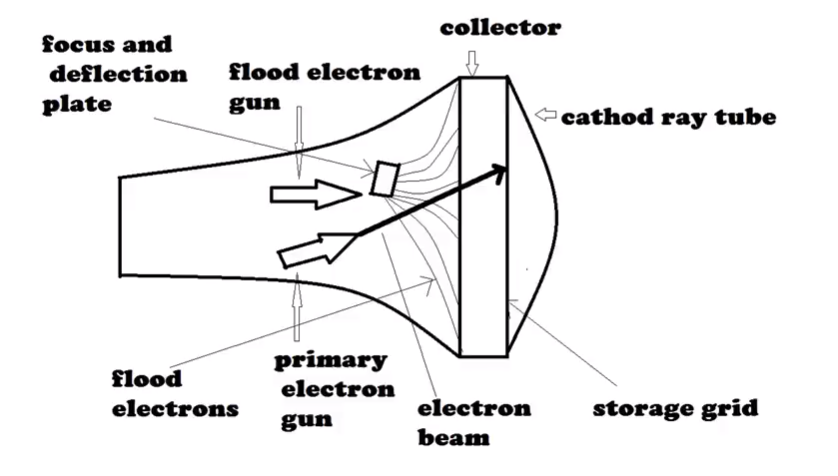 collector
focus and
deflection
plate
flood electron
gun
cathod ray tube
flood
electrons
primary
electron
gun
electron
beam
storage grid